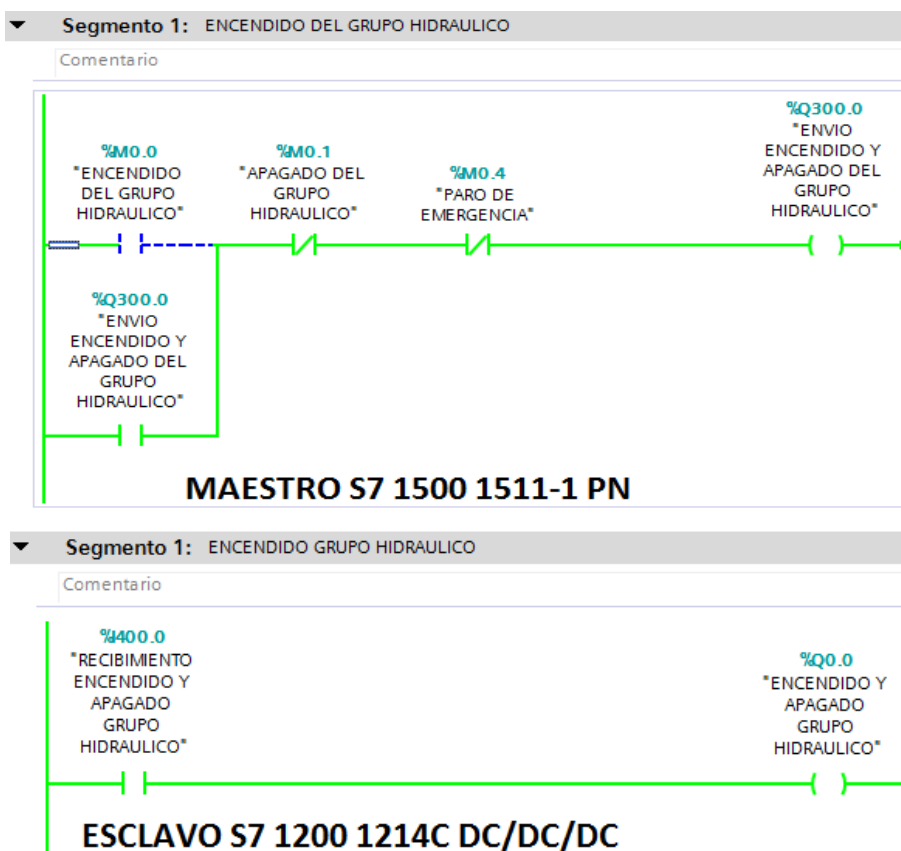 Segmento 1: ENCENDIDO DEL GRUPO HIDRAULICO
Comentario
%M0.0
"ENCENDIDO
DEL GRUPO
HIDRAULICO"
%M0.1
"APAGADO DEL
GRUPO
HIDRAULICO"
%M0.4
"PARO DE
EMERGENCIA"
%Q300.0
"ENVIO
ENCENDIDO Y
APAGADO DEL
GRUPO
HIDRAULICO"
%Q300.0
"ENVIO
ENCENDIDO Y
APAGADO DEL
GRUPO
HIDRAULICO"
MAESTRO S7 1500 1511-1 PN
Segmento 1: ENCENDIDO GRUPO HIDRAULICO
Comentario
%I400.0
"RECIBIMIENTO
ENCENDIDO Y
APAGADO
GRUPO
HIDRAULICO"
%Q0.0
"ENCENDIDO Y
APAGADO
GRUPO
HIDRAULICO"
ESCLAVO S7 1200 1214C DC/DC/DC